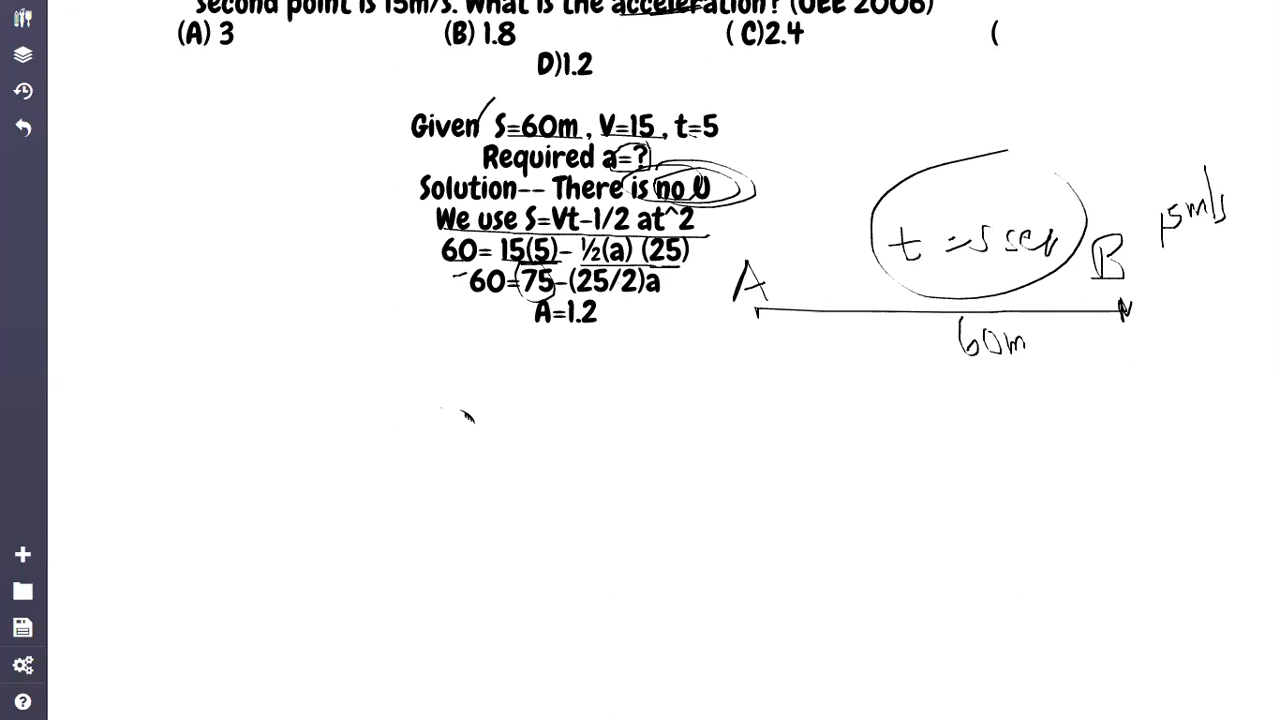 second point is 15m/s. What is the acceleration? (UEE 2006)
(A) 3 (B) 1.8 ( C)2.4 (
D)1.2
Given S=60m , V=15 , t=5
Required a=?
Solution-- There is no U
We use S=Vt-1/2 at^2
60= 15(5)- ½(a) (25)
60=75-(25/2)a
A=1.2
t = 5 sec
A
B
15m/s
60m